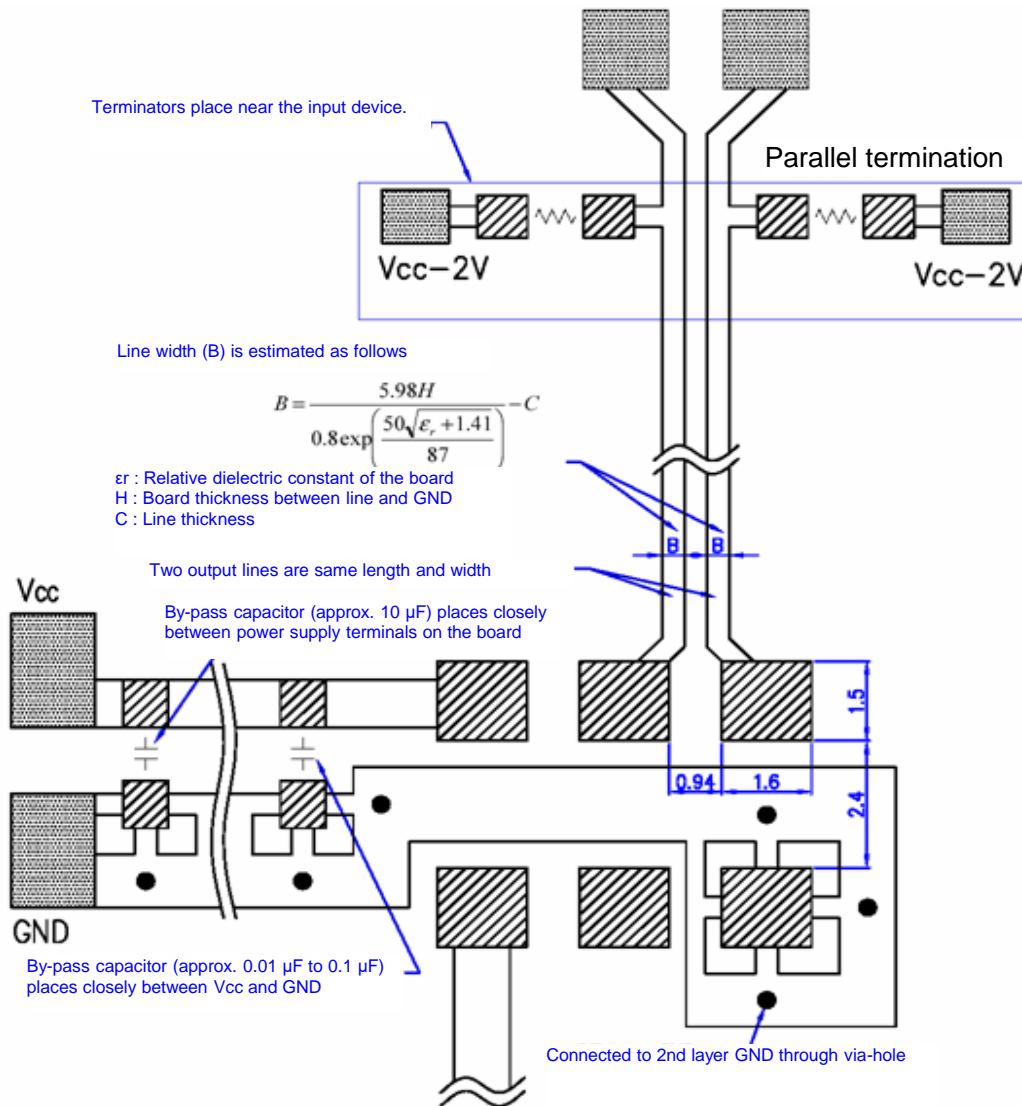 Terminators place near the input device.
Parallel termination
Vcc−2V
Vcc−2V
Line width (B) is estimated as follows
B = 5.98H / 0.8 exp(50√εr + 1.41 / 87) − C
εr : Relative dielectric constant of the board
H : Board thickness between line and GND
C : Line thickness
B
B
Two output lines are same length and width
Vcc
By-pass capacitor (approx. 10 µF) places closely
between power supply terminals on the board
1.5
0.94
1.6
2.4
GND
By-pass capacitor (approx. 0.01 µF to 0.1 µF)
places closely between Vcc and GND
Connected to 2nd layer GND through via-hole